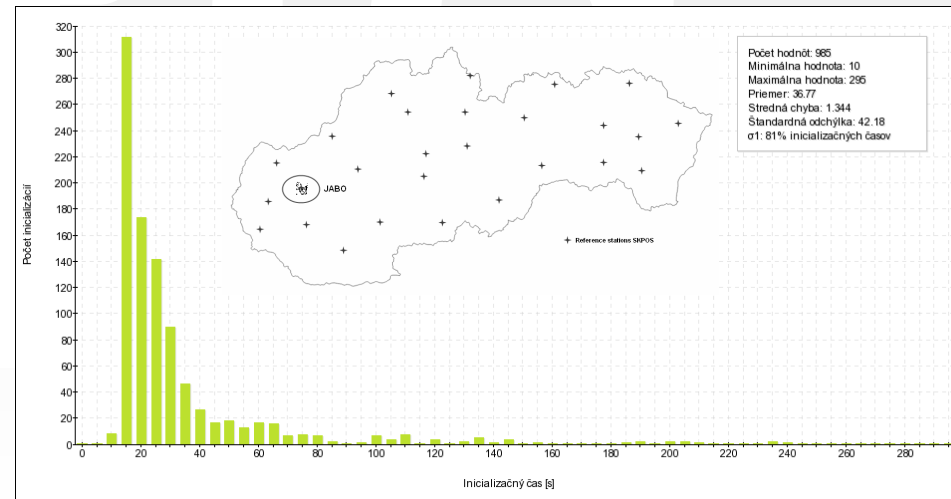 320
300
280
260
240
220
200
180
160
140
120
100
80
60
40
20
0
Počet inicializácií
Počet hodnôt: 985
Minimálna hodnota: 10
Maximálna hodnota: 295
Priemer: 36.77
Stredná chyba: 1.344
Štandardná odchýlka: 42.18
σ1: 81% inicializačných časov
JABO
Reference stations SKPOS
0 20 40 60 80 100 120 140 160 180 200 220 240 260 280
Inicializačný čas [s]